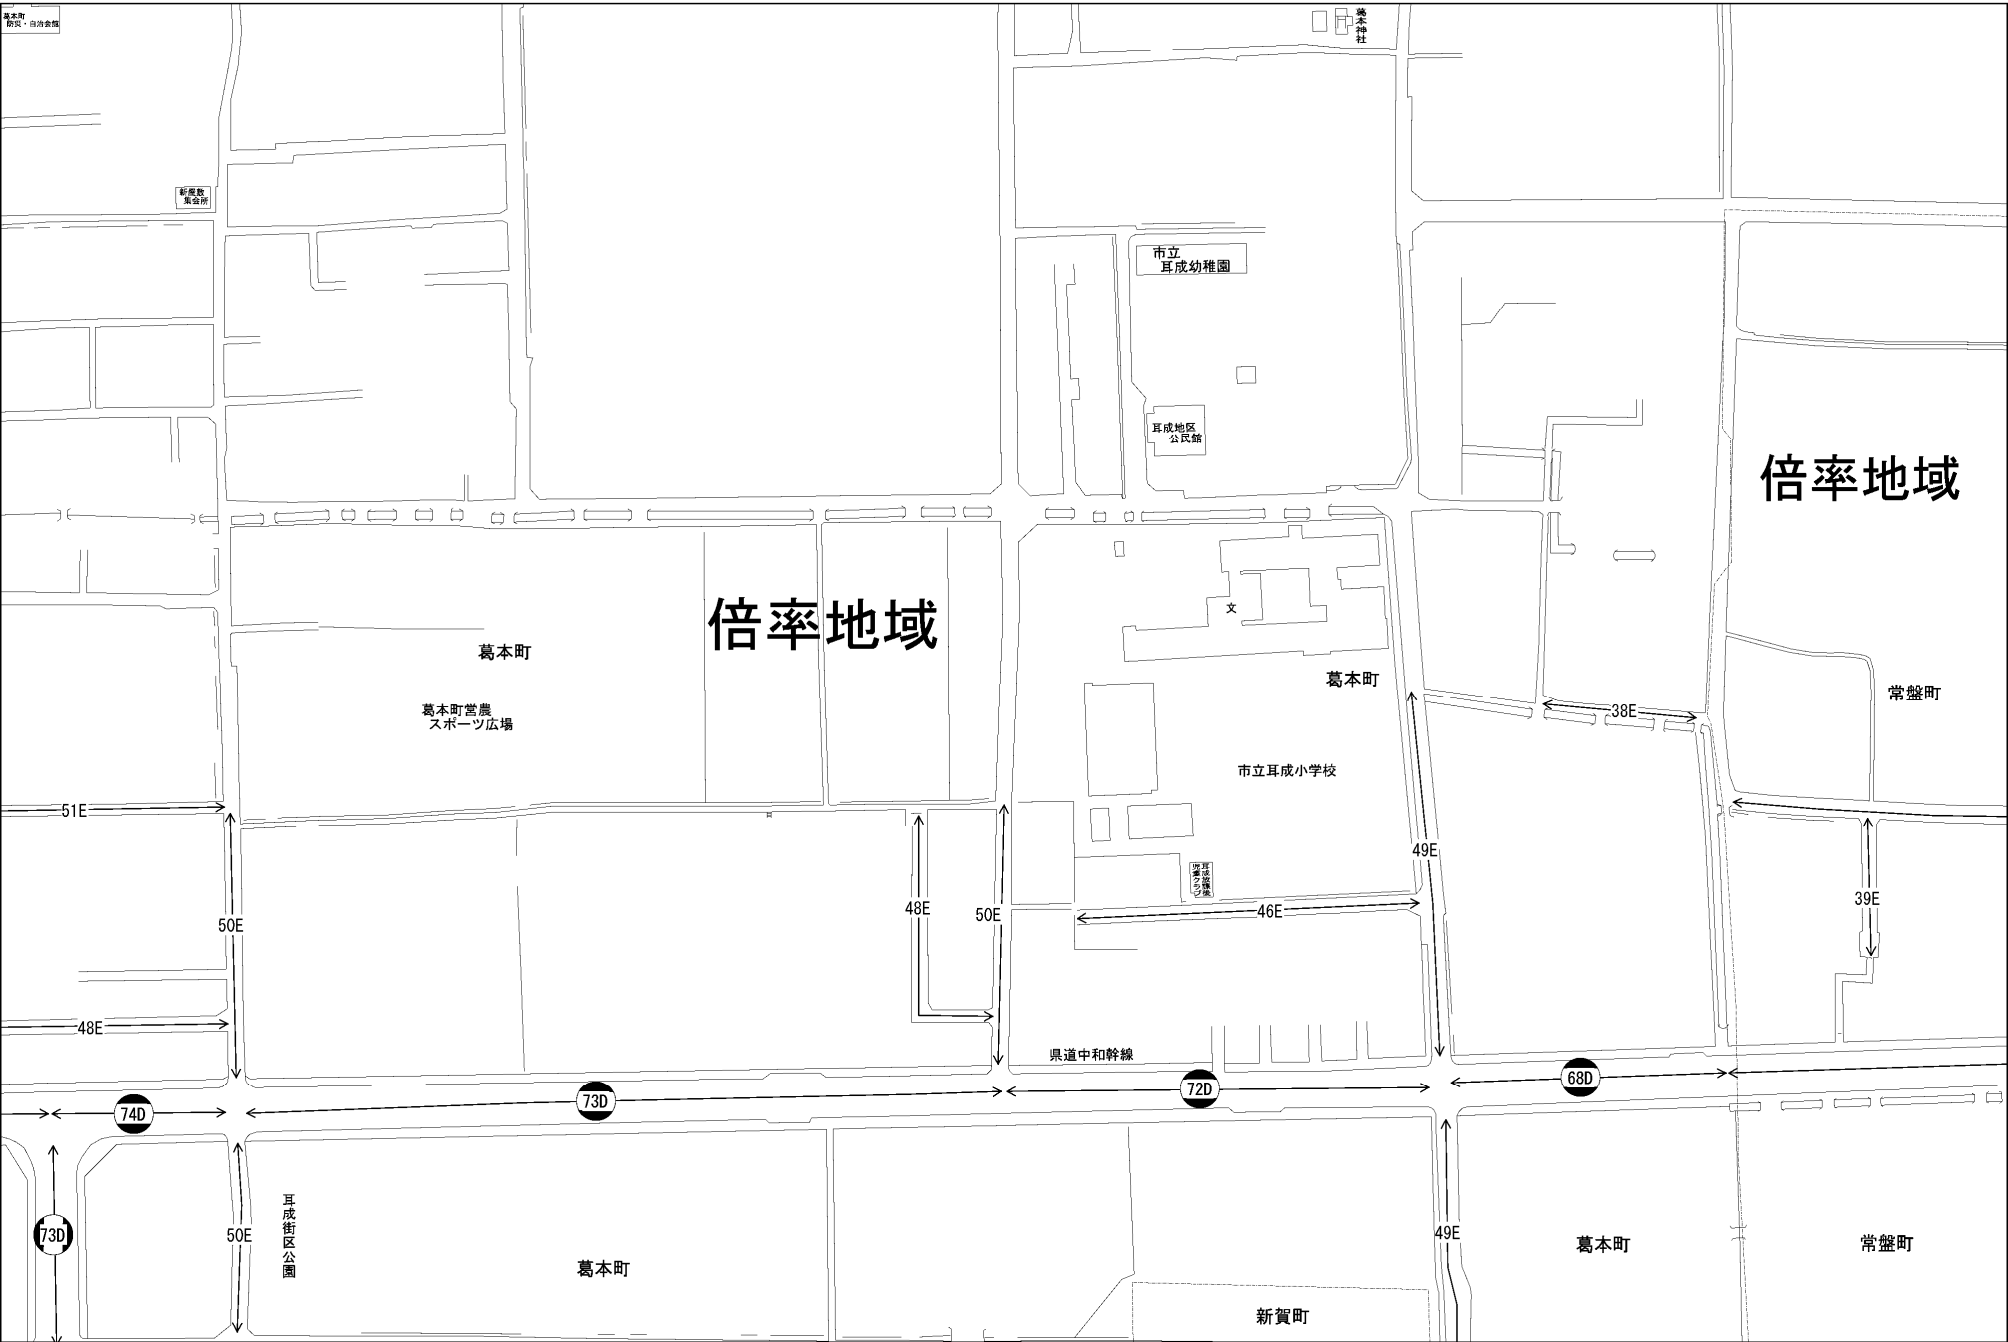 葛本町
防災・自治会館
葛本神社
新屋敷
集会所
市立
耳成幼稚園
耳成地区
公民館
倍率地域
倍率地域
文
葛本町
葛本町
常盤町
葛本町営農
スポーツ広場
38E
市立耳成小学校
51E
49E
耳成放課後
児童クラブ
39E
48E
50E
46E
50E
48E
県道中和幹線
68D
72D
73D
74D
73D
50E
耳成街区公園
49E
葛本町
常盤町
葛本町
新賀町